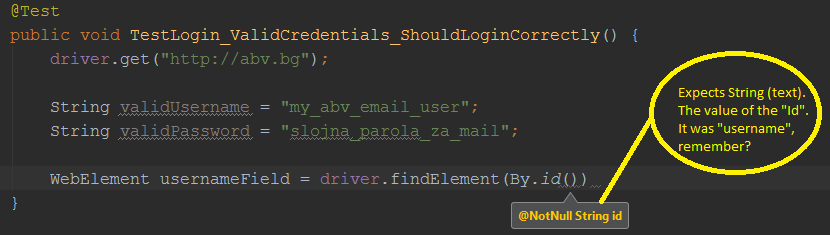 @Test
public void TestLogin_ValidCredentials_ShouldLoginCorrectly() {
driver.get("http://abv.bg");
String validUsername = "my_abv_email_user";
String validPassword = "slojna_parola_za_mail";
WebElement usernameField = driver.findElement(By.id())
}
Expects String (text).
The value of the "Id".
It was "username",
remember?
@NotNull String id